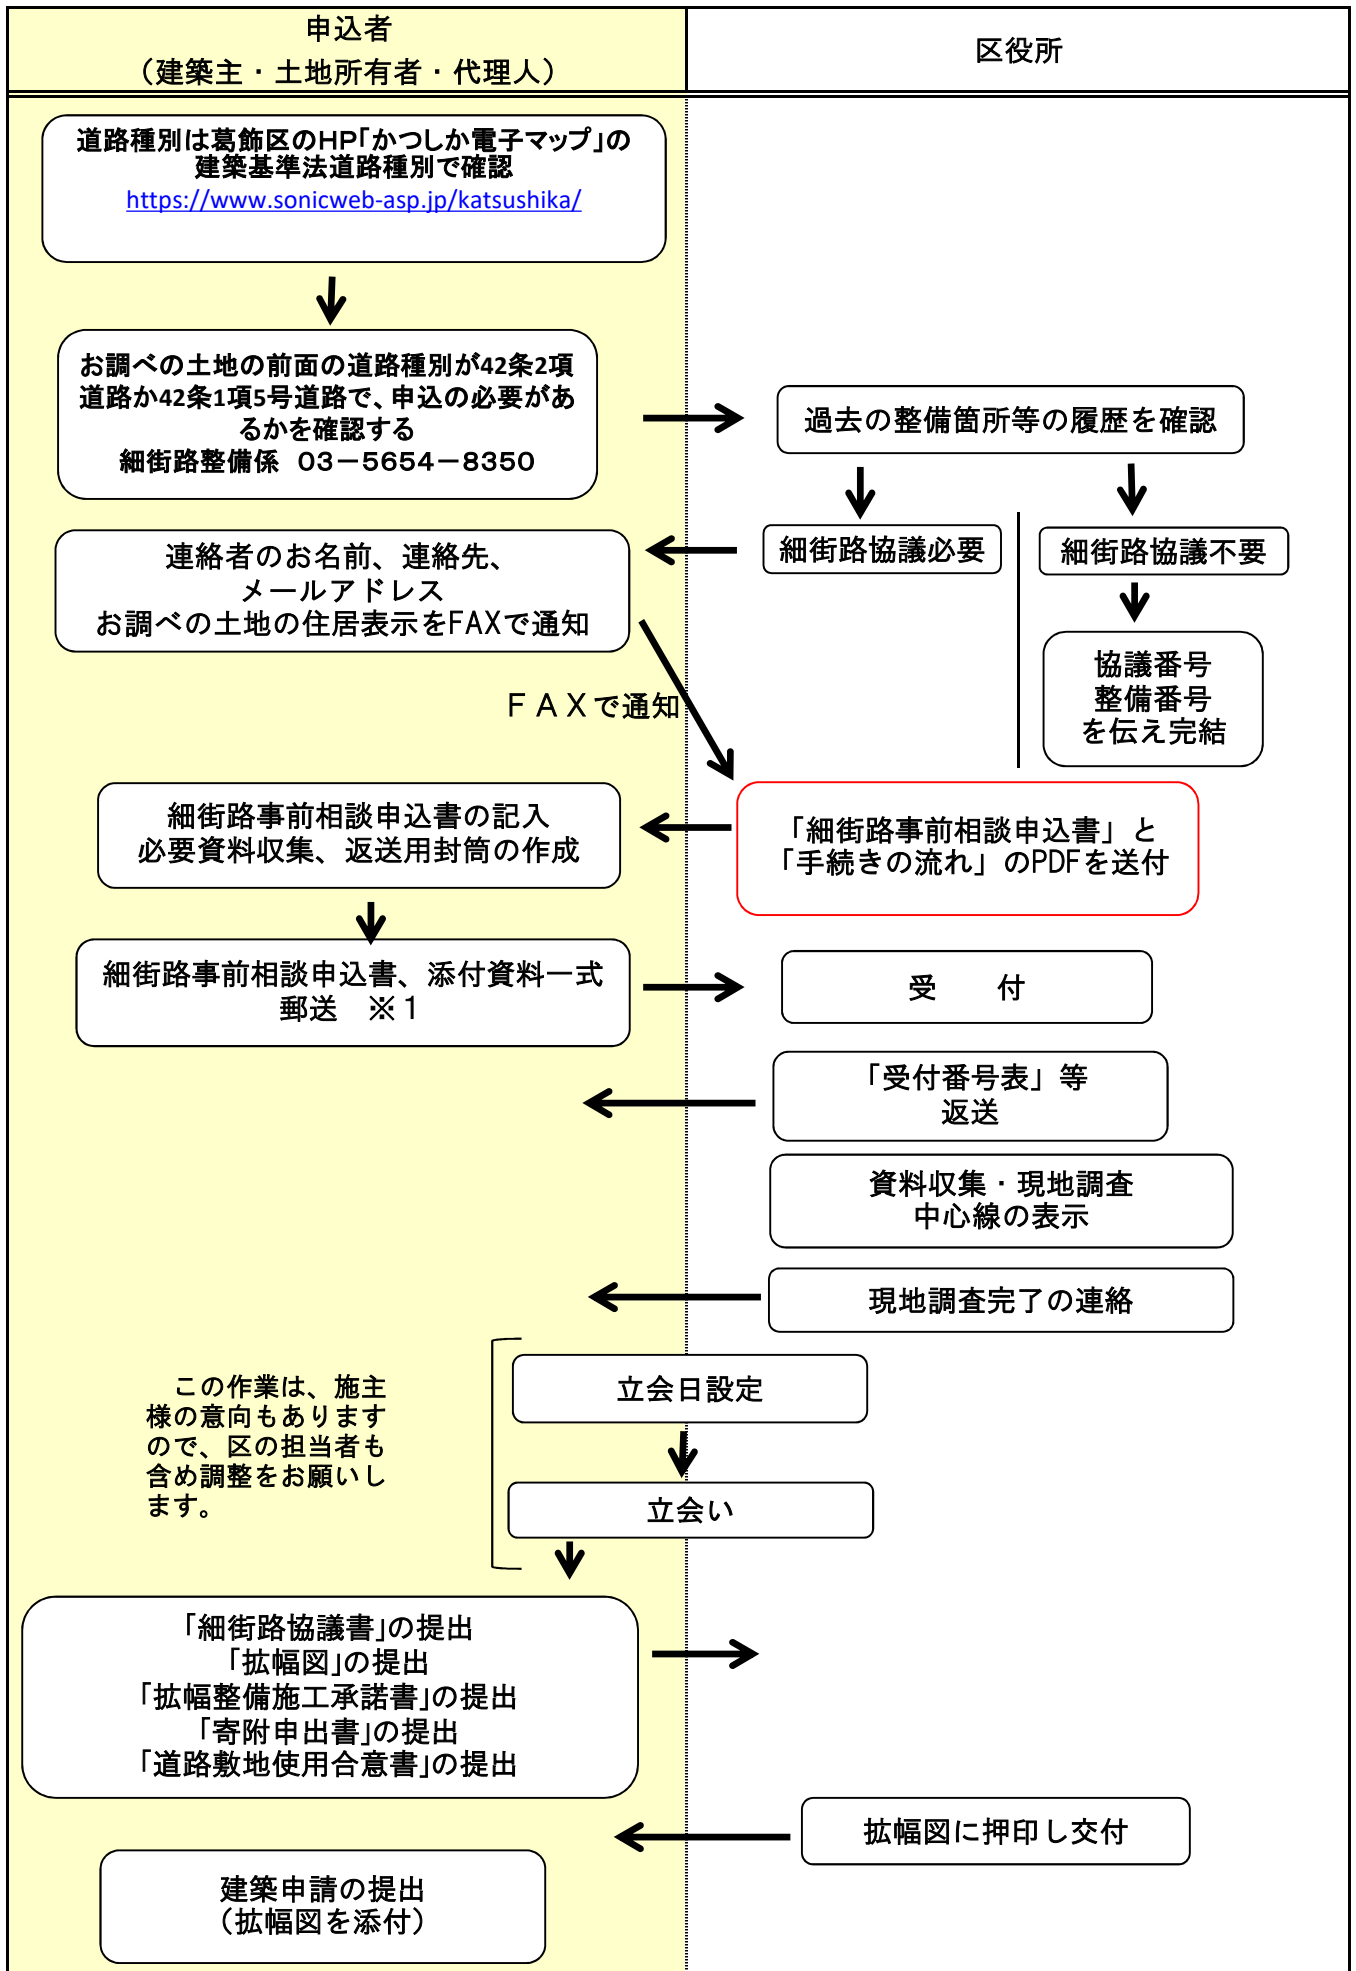 申込者
（建築主・土地所有者・代理人）
区役所
道路種別は葛飾区のHP「かつしか電子マップ」の
建築基準法道路種別で確認
https://www.sonicweb-asp.jp/katsushika/
お調べの土地の前面の道路種別が42条2項
道路か42条1項5号道路で、申込の必要があ
るかを確認する
細街路整備係　03－5654－8350
過去の整備箇所等の履歴を確認
細街路協議必要
細街路協議不要
連絡者のお名前、連絡先、
メールアドレス
お調べの土地の住居表示をFAXで通知
協議番号
整備番号
を伝え完結
ＦＡＸで通知
「細街路事前相談申込書」と
「手続きの流れ」のPDFを送付
細街路事前相談申込書の記入
必要資料収集、返送用封筒の作成
細街路事前相談申込書、添付資料一式
郵送　※１
受　　付
「受付番号表」等
返送
資料収集・現地調査
中心線の表示
現地調査完了の連絡
立会日設定
この作業は、施主
様の意向もあります
ので、区の担当者も
含め調整をお願いし
ます。
立会い
「細街路協議書」の提出
「拡幅図」の提出
「拡幅整備施工承諾書」の提出
「寄附申出書」の提出
「道路敷地使用合意書」の提出
拡幅図に押印し交付
建築申請の提出
（拡幅図を添付）